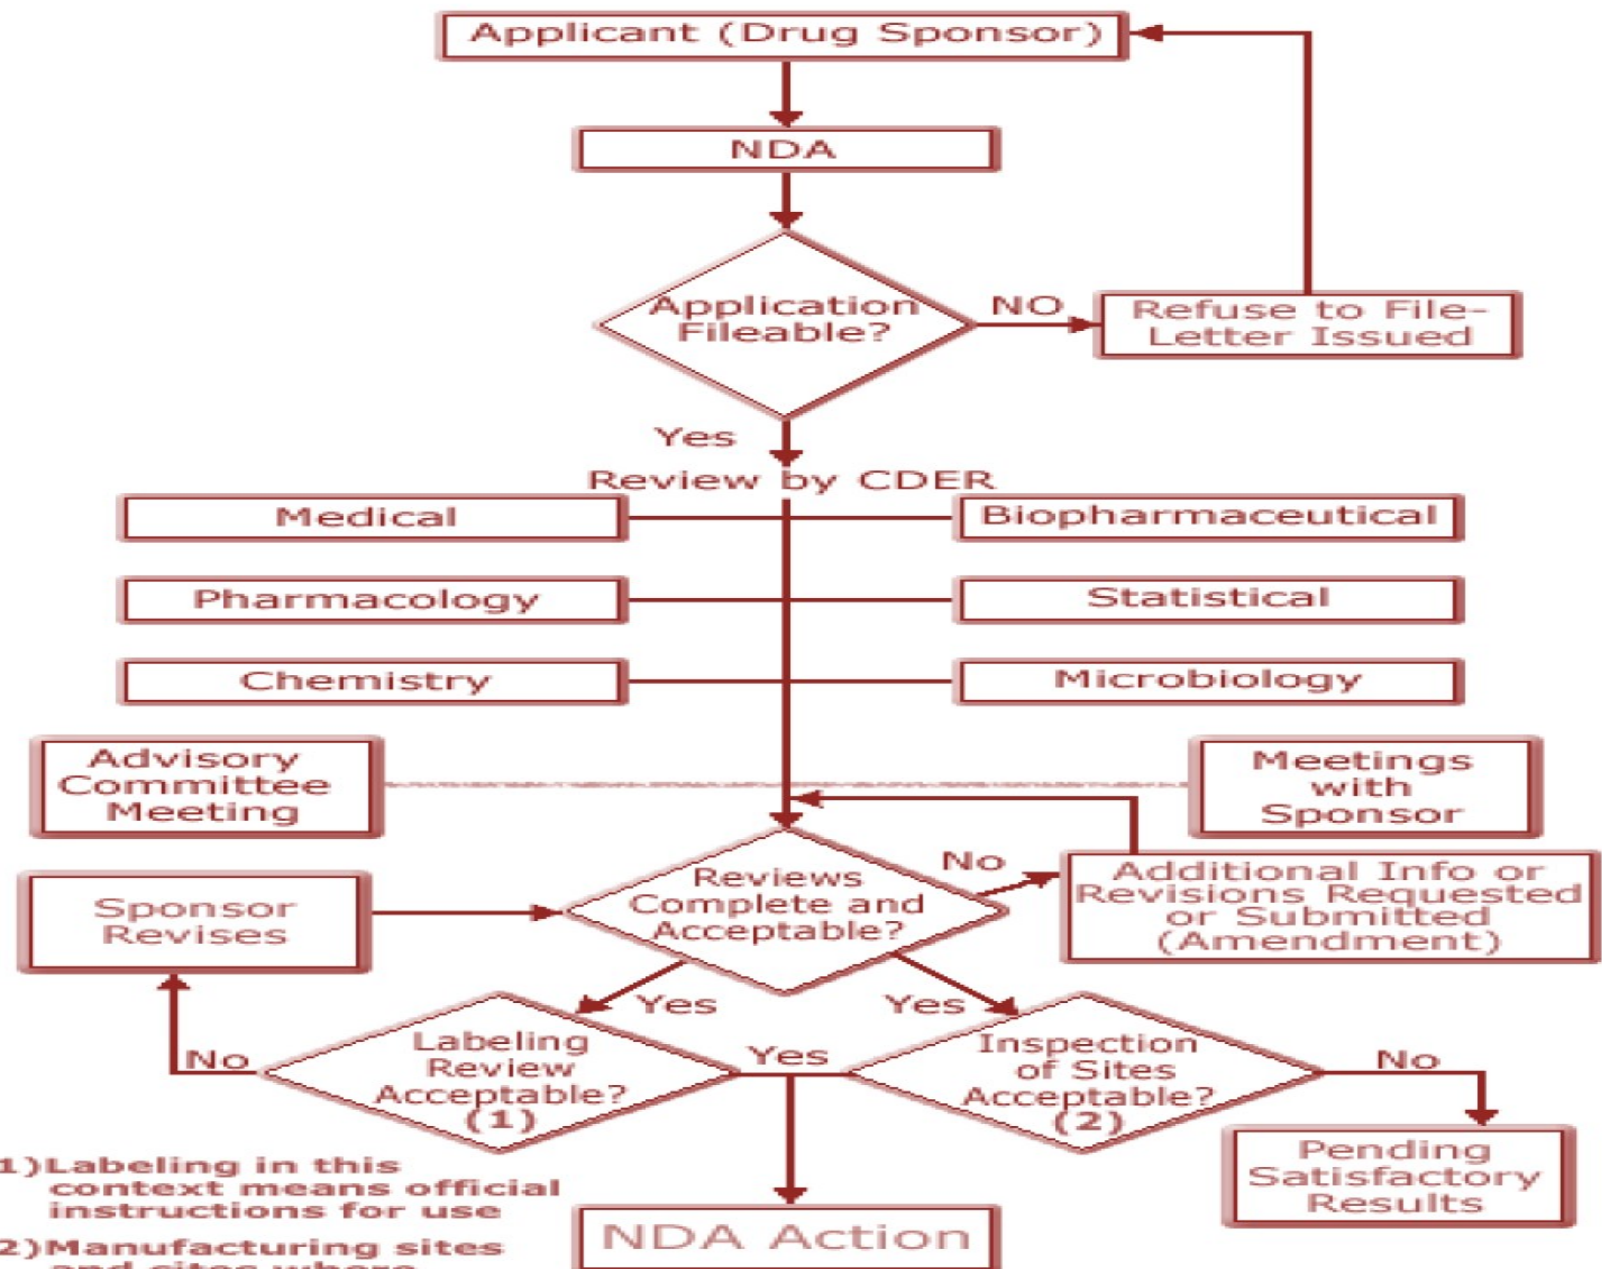 Applicant (Drug Sponsor)
NDA
Application
Fileable?
NO
Refuse to File-
Letter Issued
Yes
Review by CDER
Medical
Biopharmaceutical
Pharmacology
Statistical
Chemistry
Microbiology
Advisory
Committee
Meeting
Meetings
with
Sponsor
Reviews
Complete and
Acceptable?
No
Additional Info or
Revisions Requested
or Submitted
(Amendment)
Sponsor
Revises
Yes
Yes
Labeling
Review
Acceptable?
(1)
No
Yes
Inspection
of Sites
Acceptable?
(2)
No
Pending
Satisfactory
Results
NDA Action
1)Labeling in this
context means official
instructions for use
2)Manufacturing sites
and sites where